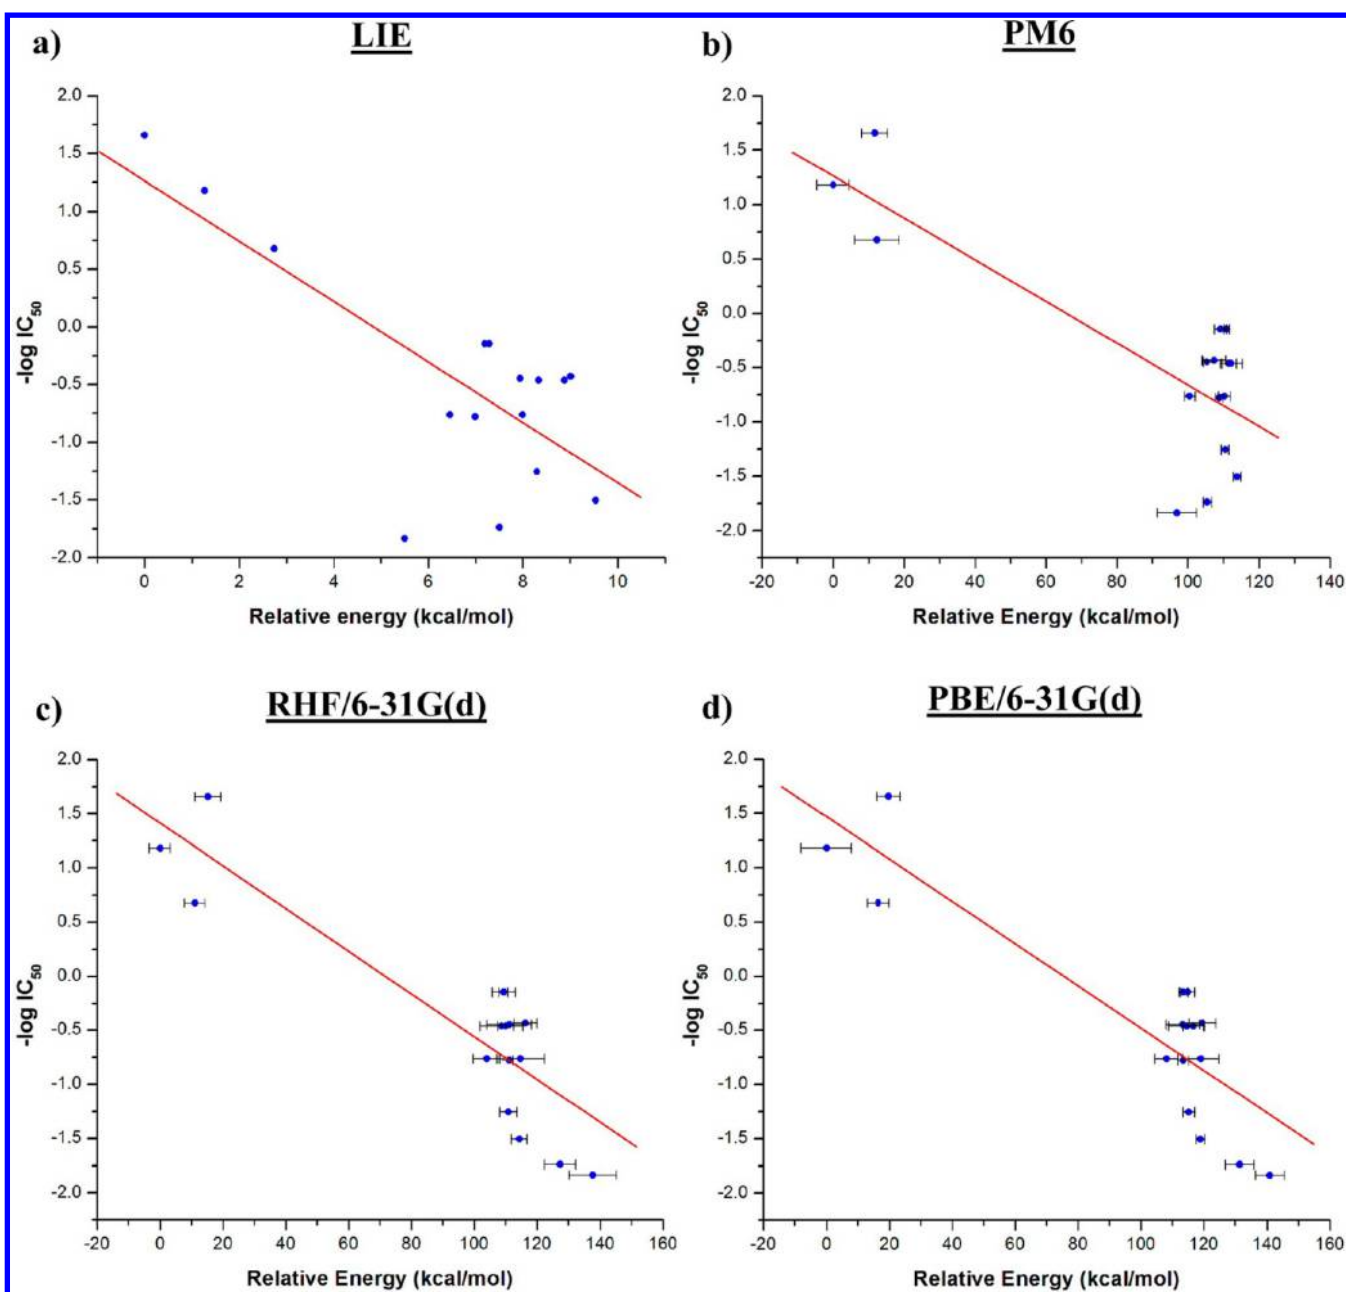 a) LIE
2.0
1.5
1.0
0.5
0.0
-0.5
-1.0
-1.5
-2.0
-log IC50
0 2 4 6 8 10
Relative energy (kcal/mol)
b) PM6
2.0
1.5
1.0
0.5
0.0
-0.5
-1.0
-1.5
-2.0
-log IC50
-20 0 20 40 60 80 100 120 140
Relative Energy (kcal/mol)
c) RHF/6-31G(d)
2.0
1.5
1.0
0.5
0.0
-0.5
-1.0
-1.5
-2.0
-log IC50
-20 0 20 40 60 80 100 120 140 160
Relative Energy (kcal/mol)
d) PBE/6-31G(d)
2.0
1.5
1.0
0.5
0.0
-0.5
-1.0
-1.5
-2.0
-log IC50
-20 0 20 40 60 80 100 120 140 160
Relative Energy (kcal/mol)